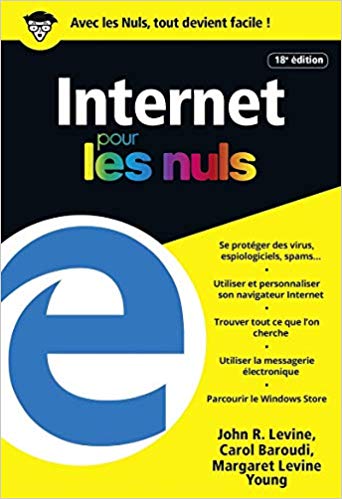 Avec les Nuls, tout devient facile !
18e édition
Internet
pour
les nuls
Se protéger des virus,
espiologiciels, spams...
Utiliser et personnaliser
son navigateur Internet
Trouver tout ce que l'on
cherche
Utiliser la messagerie
électronique
Parcourir le Windows Store
John R. Levine,
Carol Baroudi,
Margaret Levine
Young